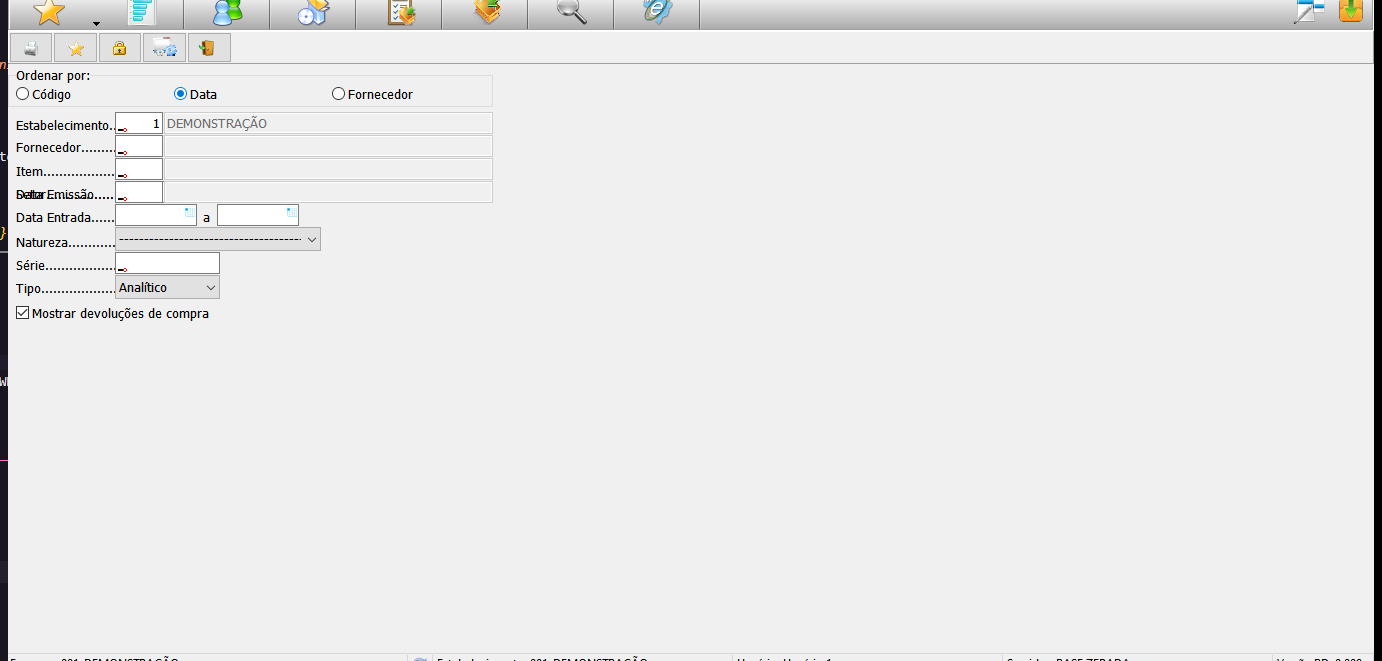 Ordenar por:
Código Data Fornecedor
Estabelecimento.. 1 DEMONSTRAÇÃO
Fornecedor........
Item..................
Data Emissão.....
Data Entrada...... a
Natureza............ ------------------------------------
Série..................
Tipo................... Analítico
Mostrar devoluções de compra